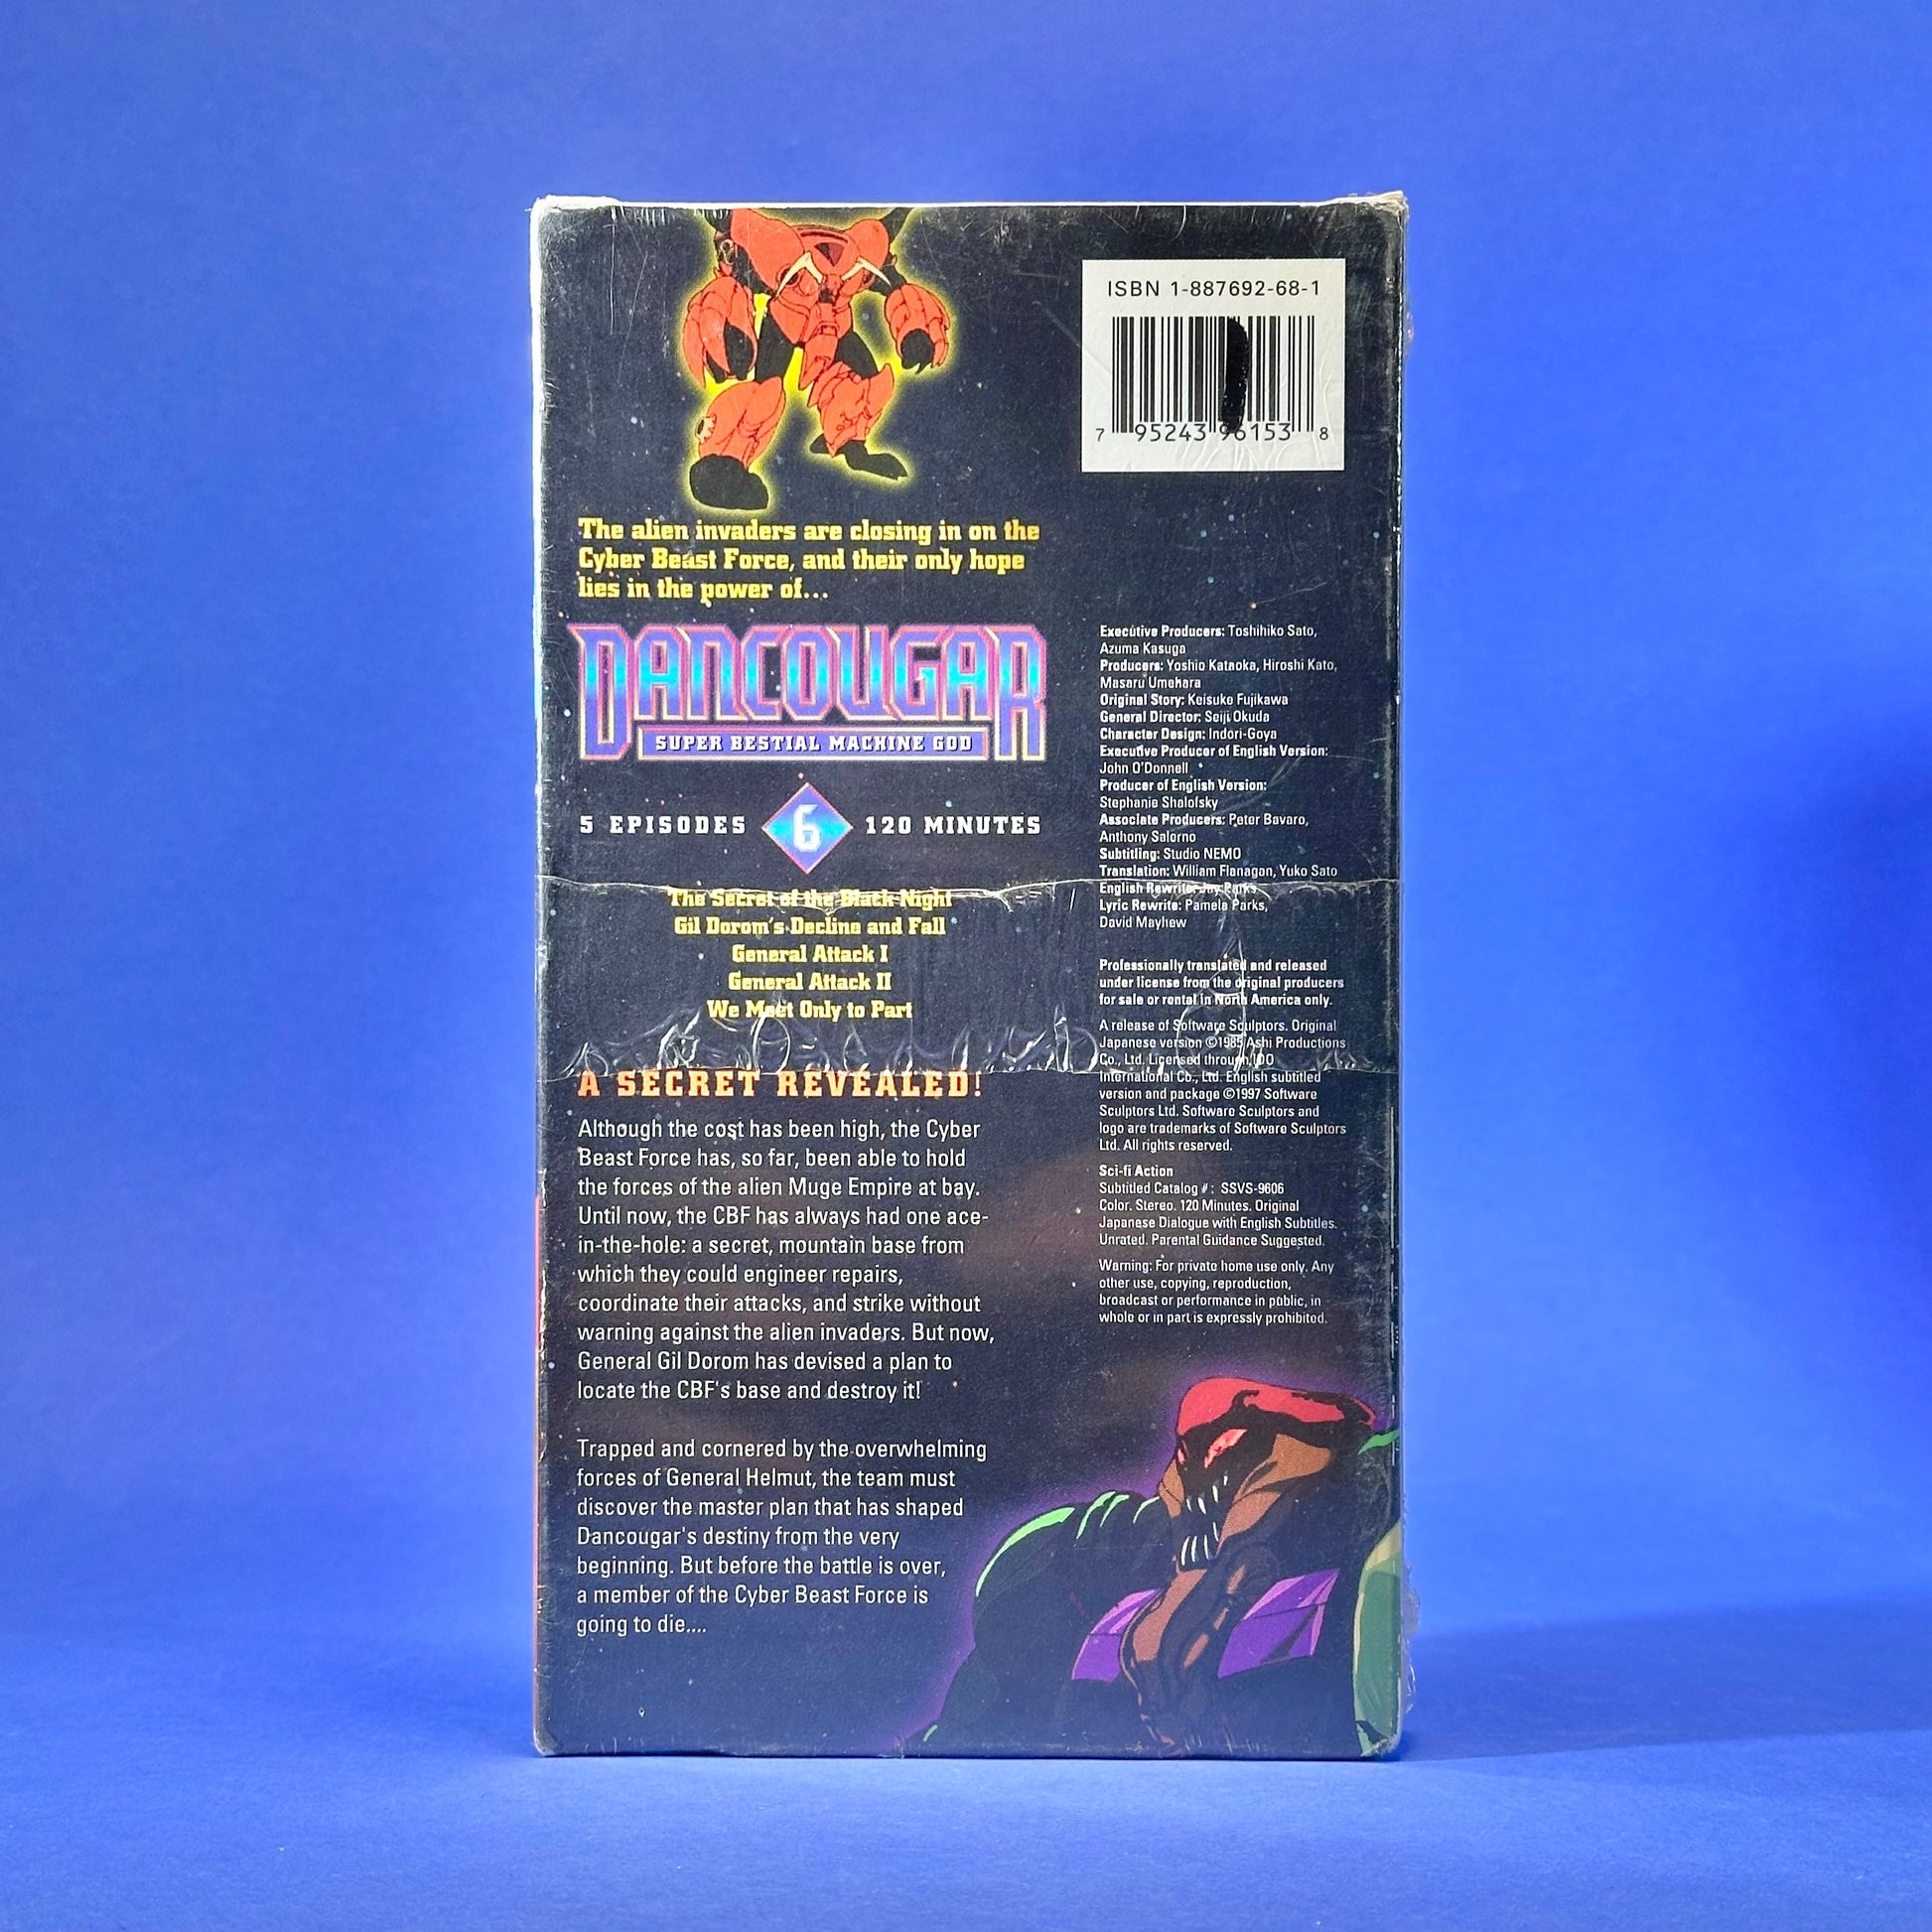 ISBN 1-887692-68-1
7 95243 96153 8
The alien invaders are closing in on the
Cyber Beast Force, and their only hope
lies in the power of...
DANCOUGAR
SUPER BESTIAL MACHINE GOD
5 EPISODES 6 120 MINUTES
The Secret of the Black Night
Gil Dorom's Decline and Fall
General Attack I
General Attack II
We Meet Only to Part
A SECRET REVEALED!
Although the cost has been high, the Cyber
Beast Force has, so far, been able to hold
the forces of the alien Muge Empire at bay.
Until now, the CBF has always had one ace-
in-the-hole: a secret, mountain base from
which they could engineer repairs,
coordinate their attacks, and strike without
warning against the alien invaders. But now,
General Gil Dorom has devised a plan to
locate the CBF's base and destroy it!
Trapped and cornered by the overwhelming
forces of General Helmut, the team must
discover the master plan that has shaped
Dancougar's destiny from the very
beginning. But before the battle is over,
a member of the Cyber Beast Force is
going to die....
Executive Producers: Toshihiko Sato,
Azuma Kasuga
Producers: Yoshio Kataoka, Hiroshi Kato,
Masaru Umehara
Original Story: Keisuke Fujikawa
General Director: Seiji Okuda
Character Design: Indori-Goya
Executive Producer of English Version:
John O'Donnell
Producer of English Version:
Stephanie Shalofsky
Associate Producers: Peter Bavaro,
Anthony Salerno
Subtitling: Studio NEMO
Translation: William Flanagan, Yuko Sato
English Rewrite: Jay Parks
Lyric Rewrite: Pamela Parks,
David Mayhew
Professionally translated and released
under license from the original producers
for sale or rental in North America only.
A release of Software Sculptors. Original
Japanese version ©1985 Ashi Productions
Co., Ltd. Licensed through IDO
International Co., Ltd. English subtitled
version and package ©1997 Software
Sculptors Ltd. Software Sculptors and
logo are trademarks of Software Sculptors
Ltd. All rights reserved.
Sci-fi Action
Subtitled Catalog #: SSVS-9606
Color. Stereo. 120 Minutes. Original
Japanese Dialogue with English Subtitles.
Unrated. Parental Guidance Suggested.
Warning: For private home use only. Any
other use, copying, reproduction,
broadcast or performance in public, in
whole or in part is expressly prohibited.